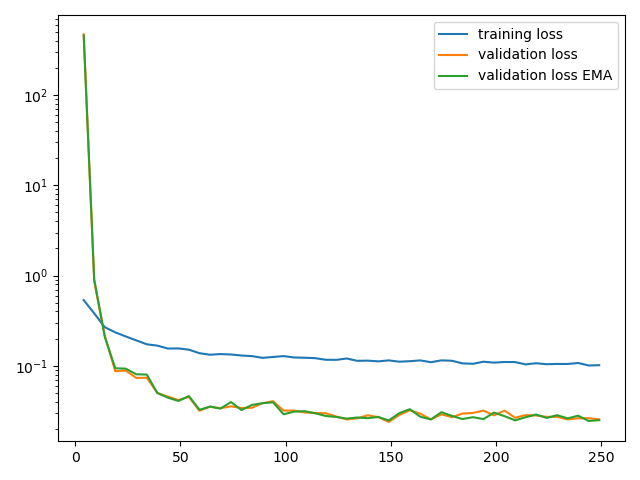 training loss
validation loss
validation loss EMA
10²
10¹
10⁰
10⁻¹
0 50 100 150 200 250